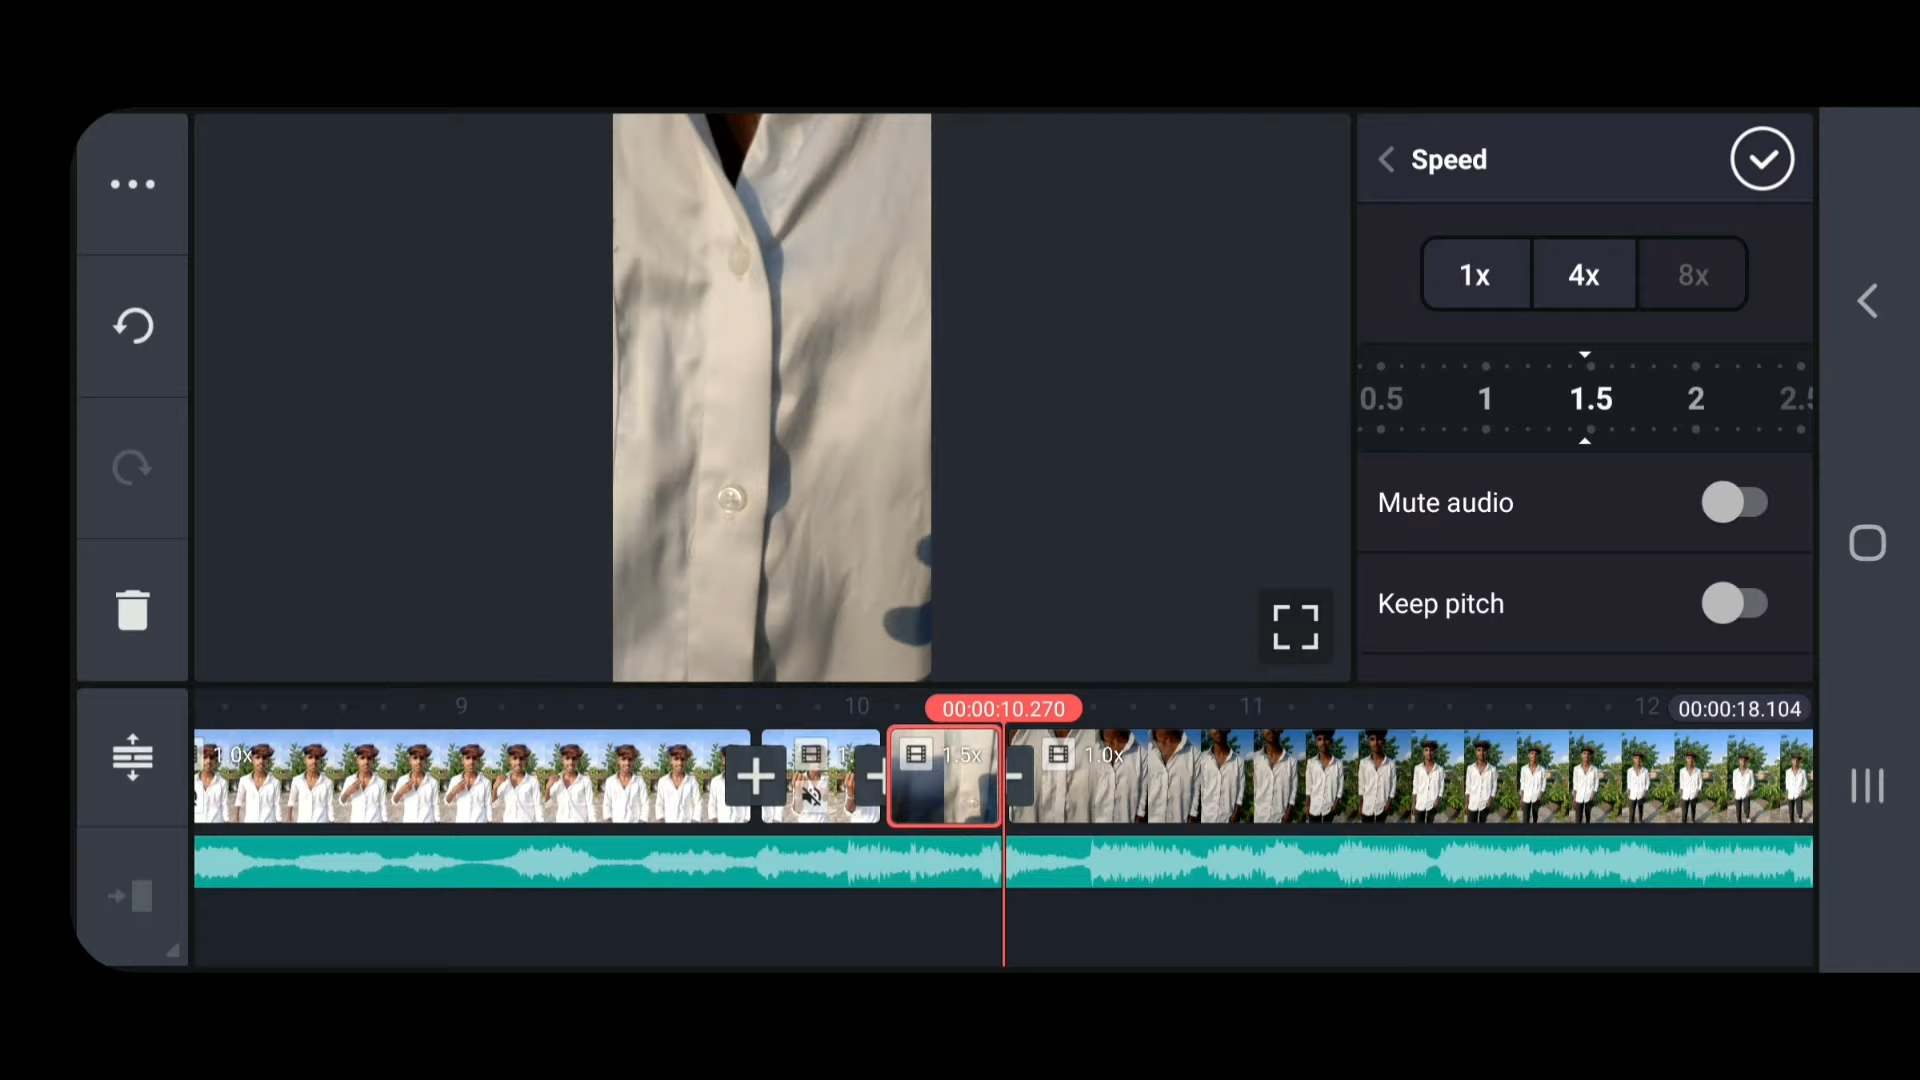 Speed
1x 4x 8x
0.5 1 1.5 2 2.5
Mute audio
Keep pitch
9 10 00:00:10.270 11 12 00:00:18.104
1.0x 1 1.5x 1.0x